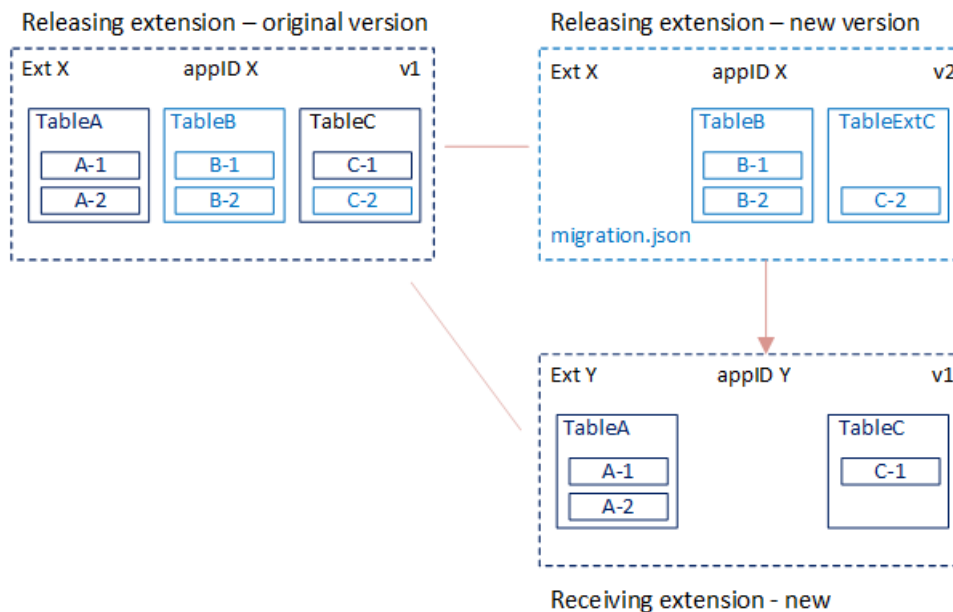 Releasing extension – original version
Ext X appID X v1
TableA TableB TableC
A-1 B-1 C-1
A-2 B-2 C-2
Releasing extension – new version
Ext X appID X v2
TableB TableExtC
B-1
B-2 C-2
migration.json
Ext Y appID Y v1
TableA TableC
A-1 C-1
A-2
Receiving extension - new